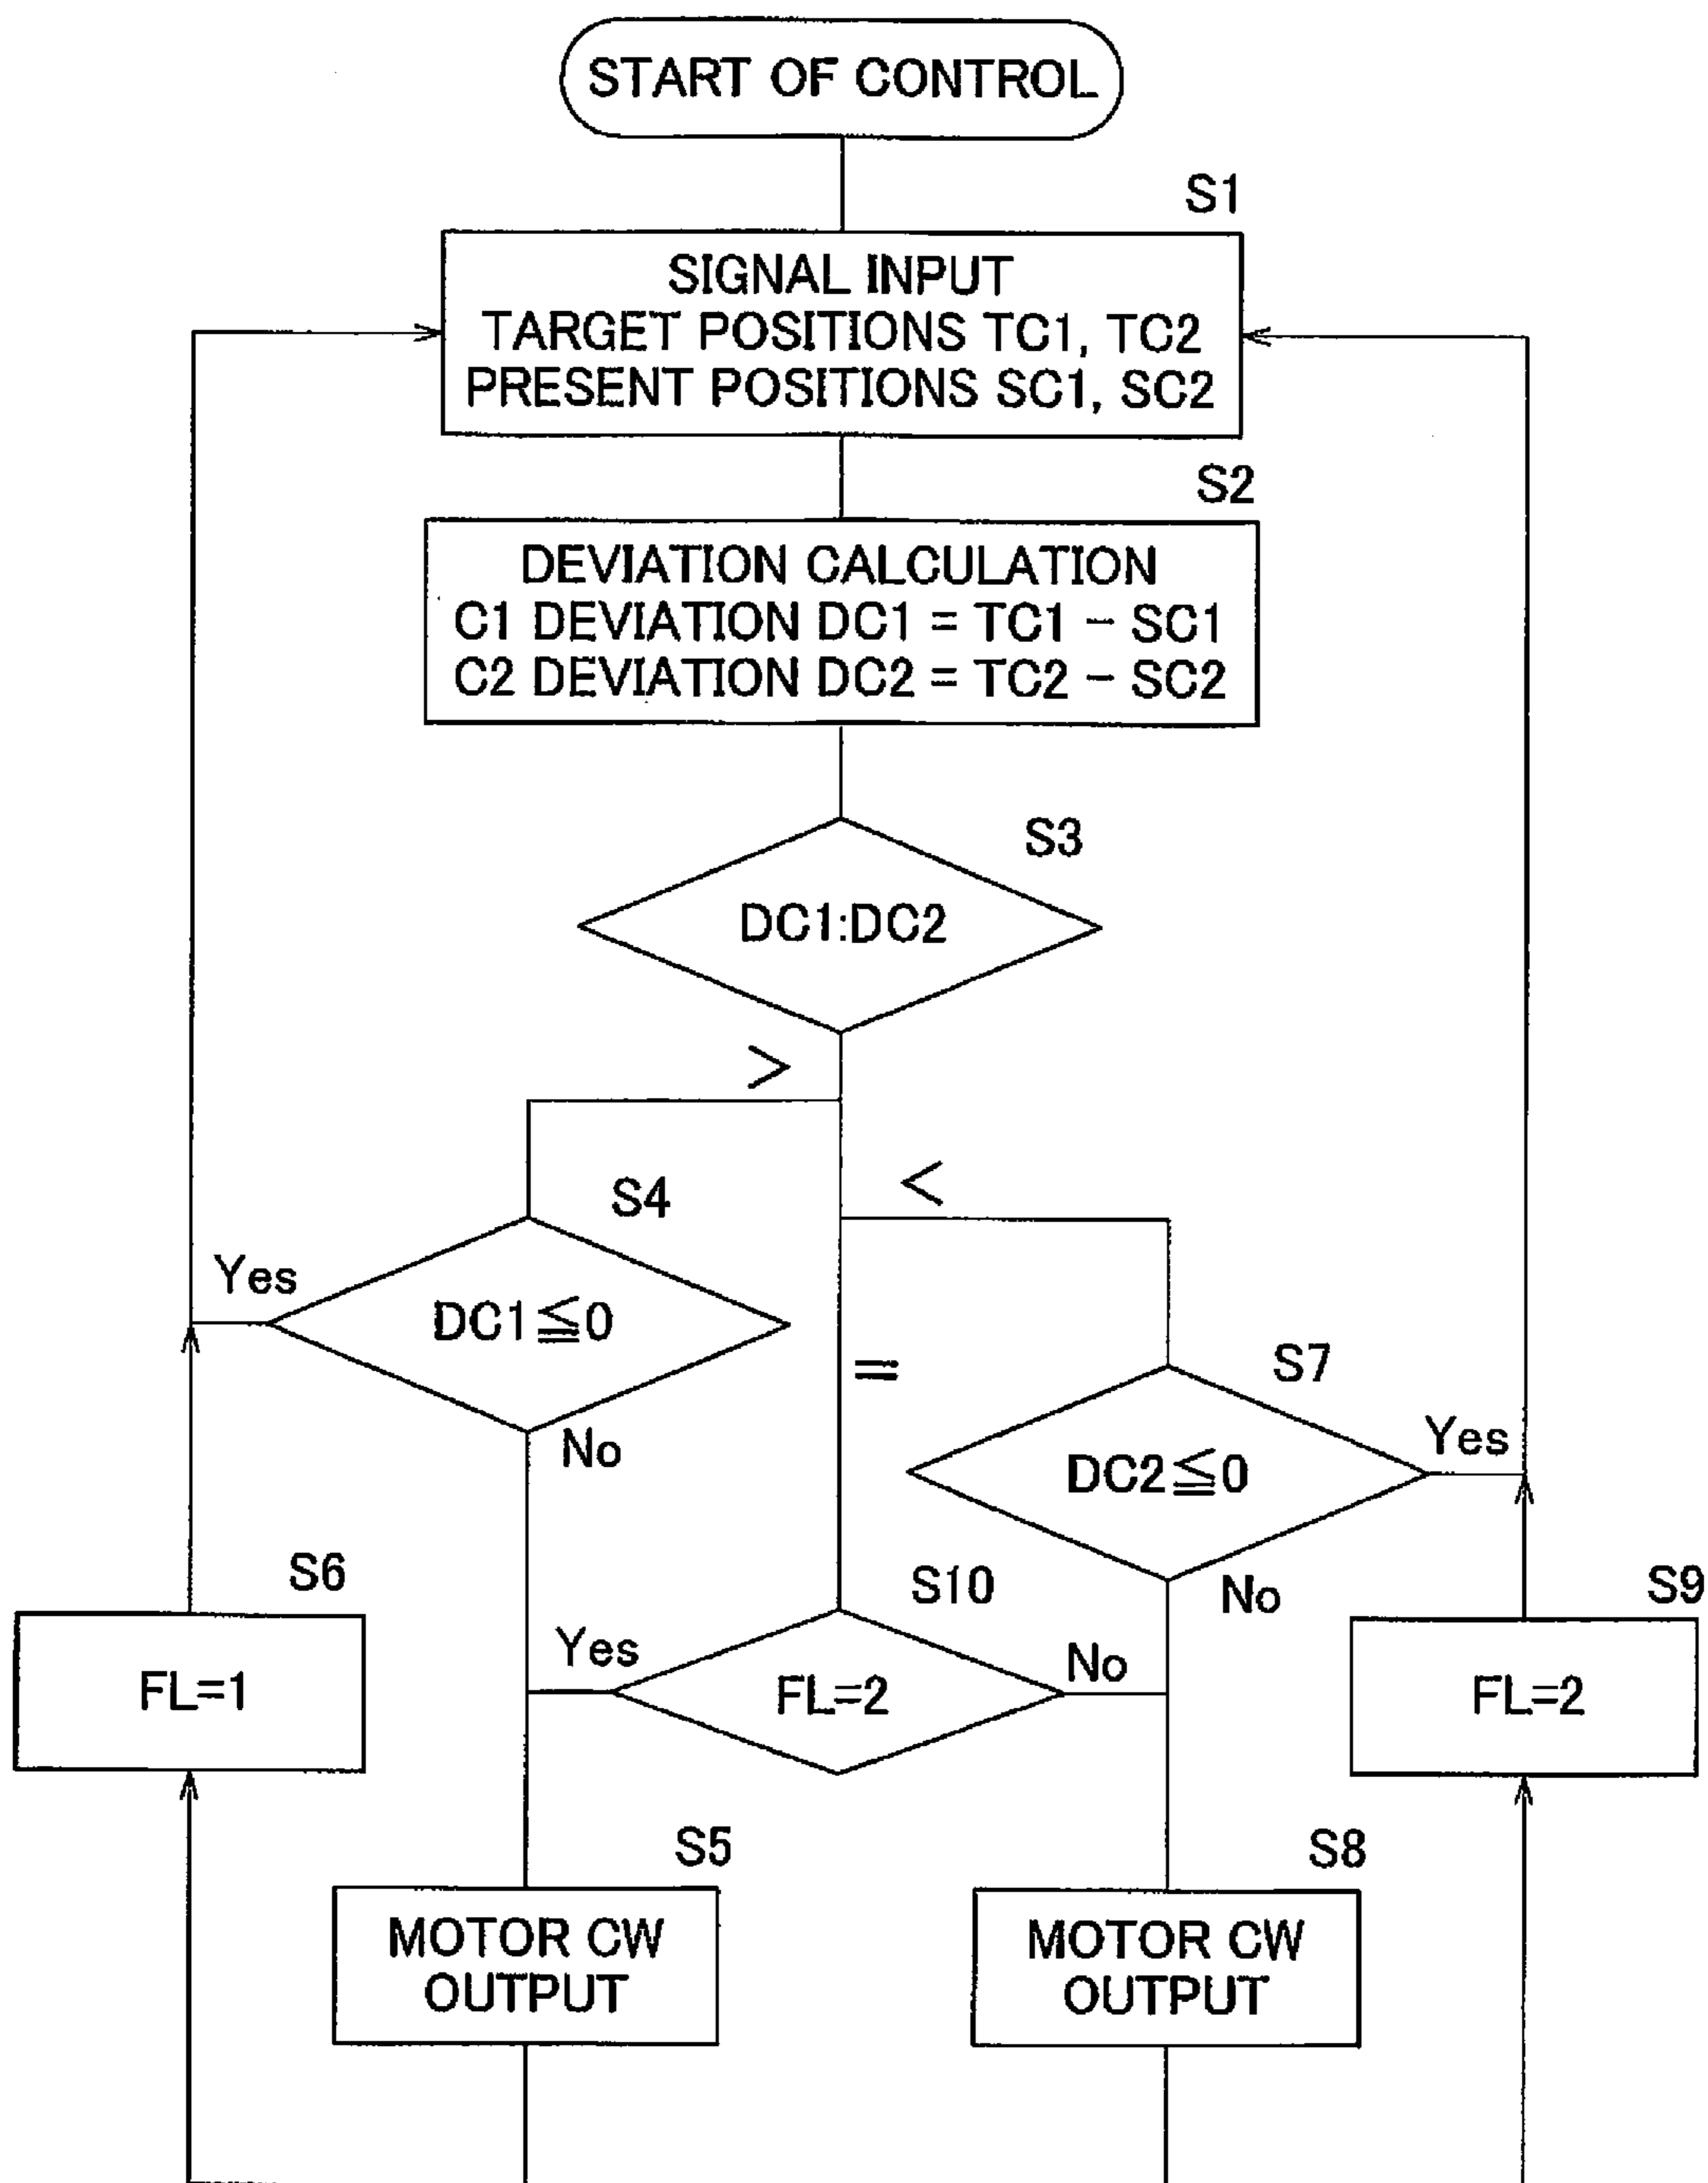 START OF CONTROL
S1
SIGNAL INPUT
TARGET POSITIONS TC1, TC2
PRESENT POSITIONS SC1, SC2
S2
DEVIATION CALCULATION
C1 DEVIATION DC1 = TC1 − SC1
C2 DEVIATION DC2 = TC2 − SC2
S3
DC1:DC2
>
<
S4
Yes
DC1≦0
No
=
S7
Yes
DC2≦0
No
S6
FL=1
S10
Yes
FL=2
No
S9
FL=2
S5
MOTOR CW
OUTPUT
S8
MOTOR CW
OUTPUT